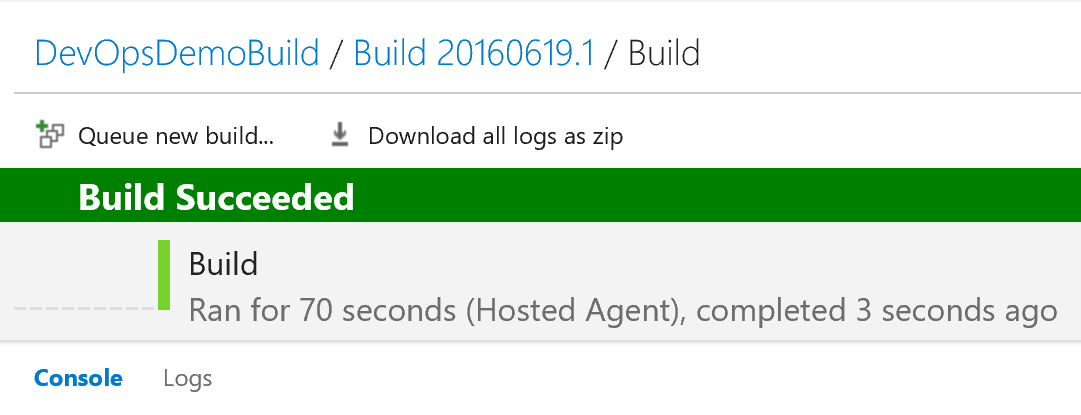 DevOpsDemoBuild / Build 20160619.1 / Build
Queue new build... Download all logs as zip
Build Succeeded
Build
Ran for 70 seconds (Hosted Agent), completed 3 seconds ago
Console Logs